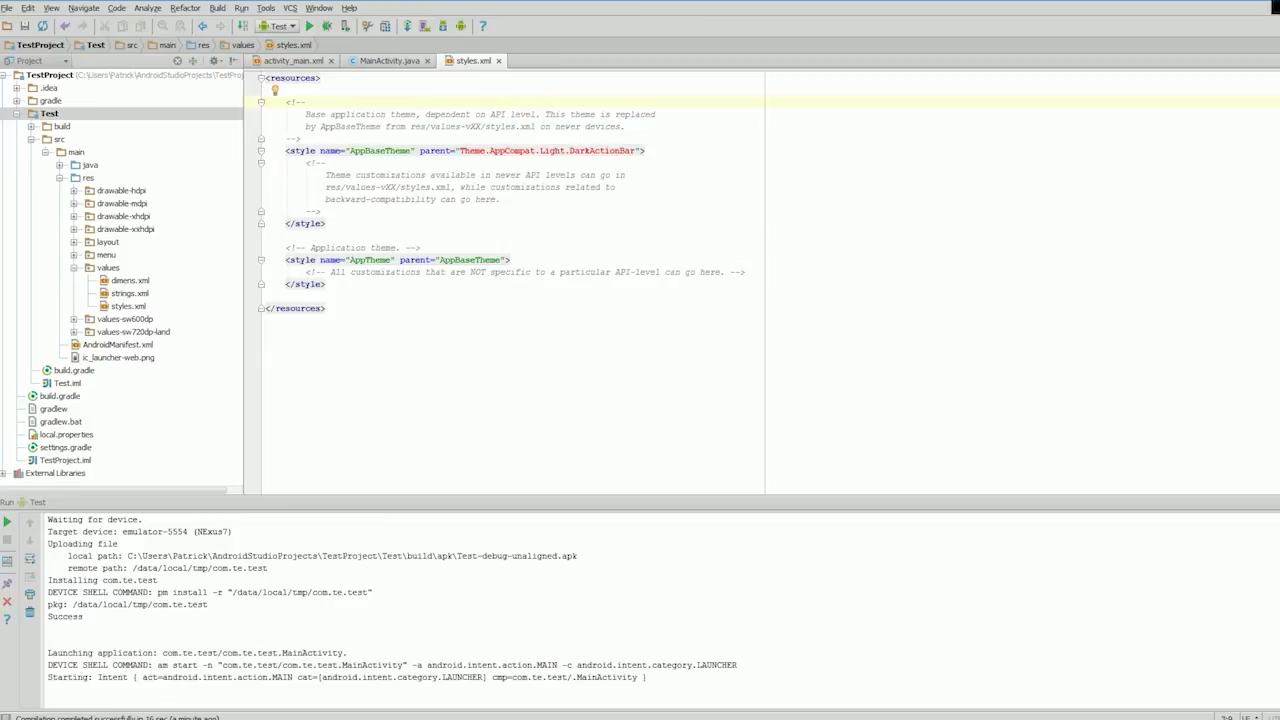 File Edit View Navigate Code Analyze Refactor Build Run Tools VCS Window Help
Test
TestProject Test src main res values styles.xml
Project
activity_main.xml MainActivity.java styles.xml
TestProject (C:\Users\Patrick\AndroidStudioProjects\TestProj
.idea
gradle
Test
build
src
main
java
res
drawable-hdpi
drawable-mdpi
drawable-xhdpi
drawable-xxhdpi
layout
menu
values
dimens.xml
strings.xml
styles.xml
values-sw600dp
values-sw720dp-land
AndroidManifest.xml
ic_launcher-web.png
build.gradle
Test.iml
build.gradle
gradlew
gradlew.bat
local.properties
settings.gradle
TestProject.iml
External Libraries
<resources>
<!--
Base application theme, dependent on API level. This theme is replaced
by AppBaseTheme from res/values-vXX/styles.xml on newer devices.
-->
<style name="AppBaseTheme" parent="Theme.AppCompat.Light.DarkActionBar">
<!--
Theme customizations available in newer API levels can go in
res/values-vXX/styles.xml, while customizations related to
backward-compatibility can go here.
-->
</style>
<!-- Application theme. -->
<style name="AppTheme" parent="AppBaseTheme">
<!-- All customizations that are NOT specific to a particular API-level can go here. -->
</style>
</resources>
Run Test
Waiting for device.
Target device: emulator-5554 (NExus7)
Uploading file
local path: C:\Users\Patrick\AndroidStudioProjects\TestProject\Test\build\apk\Test-debug-unaligned.apk
remote path: /data/local/tmp/com.te.test
Installing com.te.test
DEVICE SHELL COMMAND: pm install -r "/data/local/tmp/com.te.test"
pkg: /data/local/tmp/com.te.test
Success
Launching application: com.te.test/com.te.test.MainActivity.
DEVICE SHELL COMMAND: am start -n "com.te.test/com.te.test.MainActivity" -a android.intent.action.MAIN -c android.intent.category.LAUNCHER
Starting: Intent { act=android.intent.action.MAIN cat=[android.intent.category.LAUNCHER] cmp=com.te.test/.MainActivity }
Compilation completed successfully in 16 sec (a minute ago)